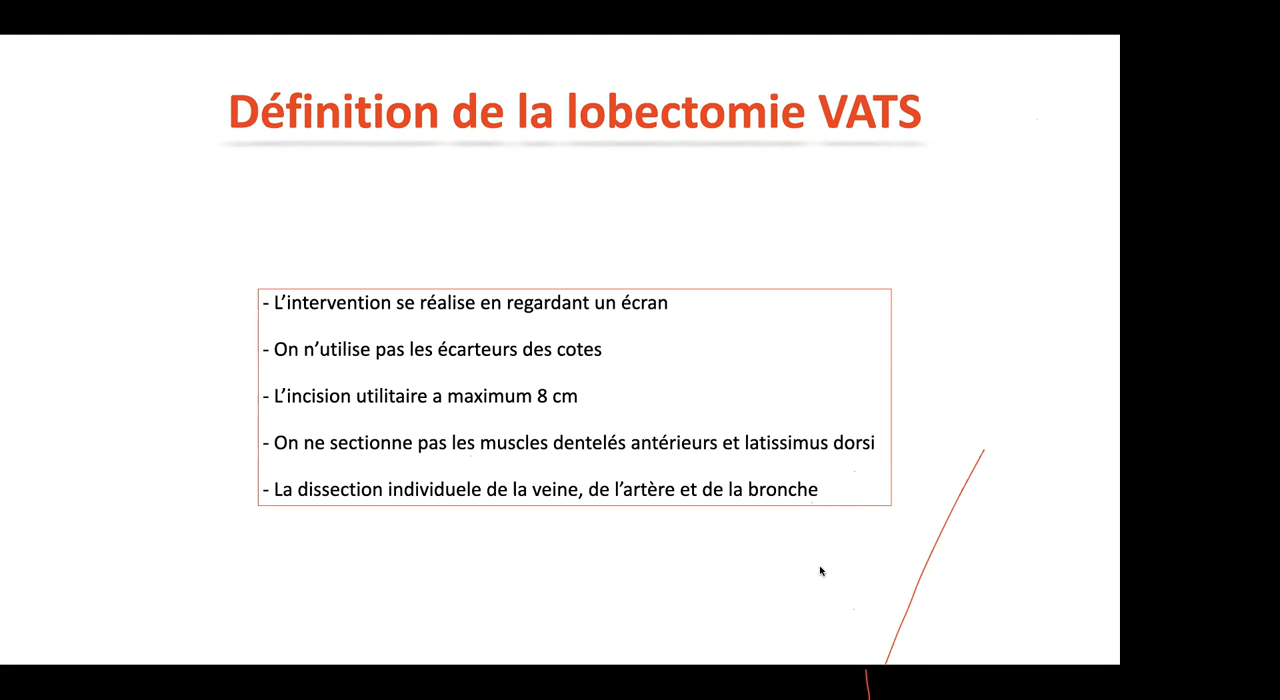 Définition de la lobectomie VATS
- L’intervention se réalise en regardant un écran
- On n’utilise pas les écarteurs des cotes
- L’incision utilitaire a maximum 8 cm
- On ne sectionne pas les muscles dentelés antérieurs et latissimus dorsi
- La dissection individuele de la veine, de l’artère et de la bronche